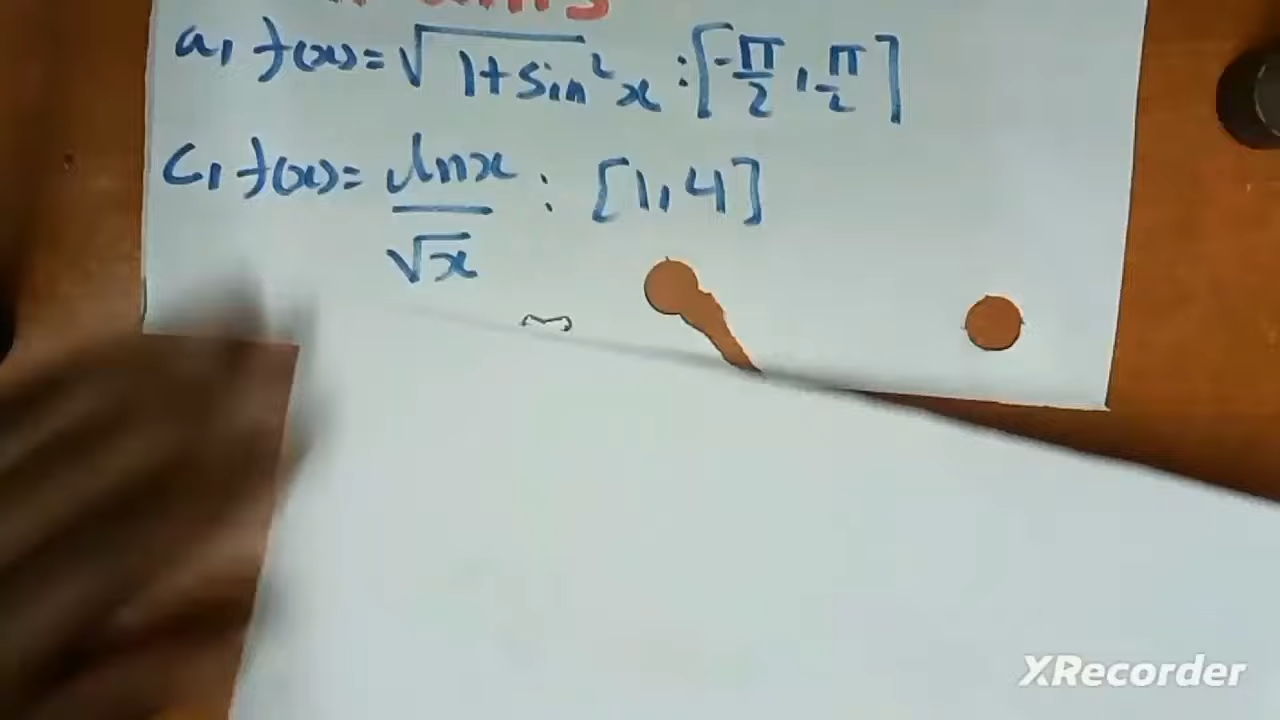 a, f(x)= √1+sin²x : [-π/2, π/2]
c, f(x)= lnx/√x : [1,4]
XRecorder